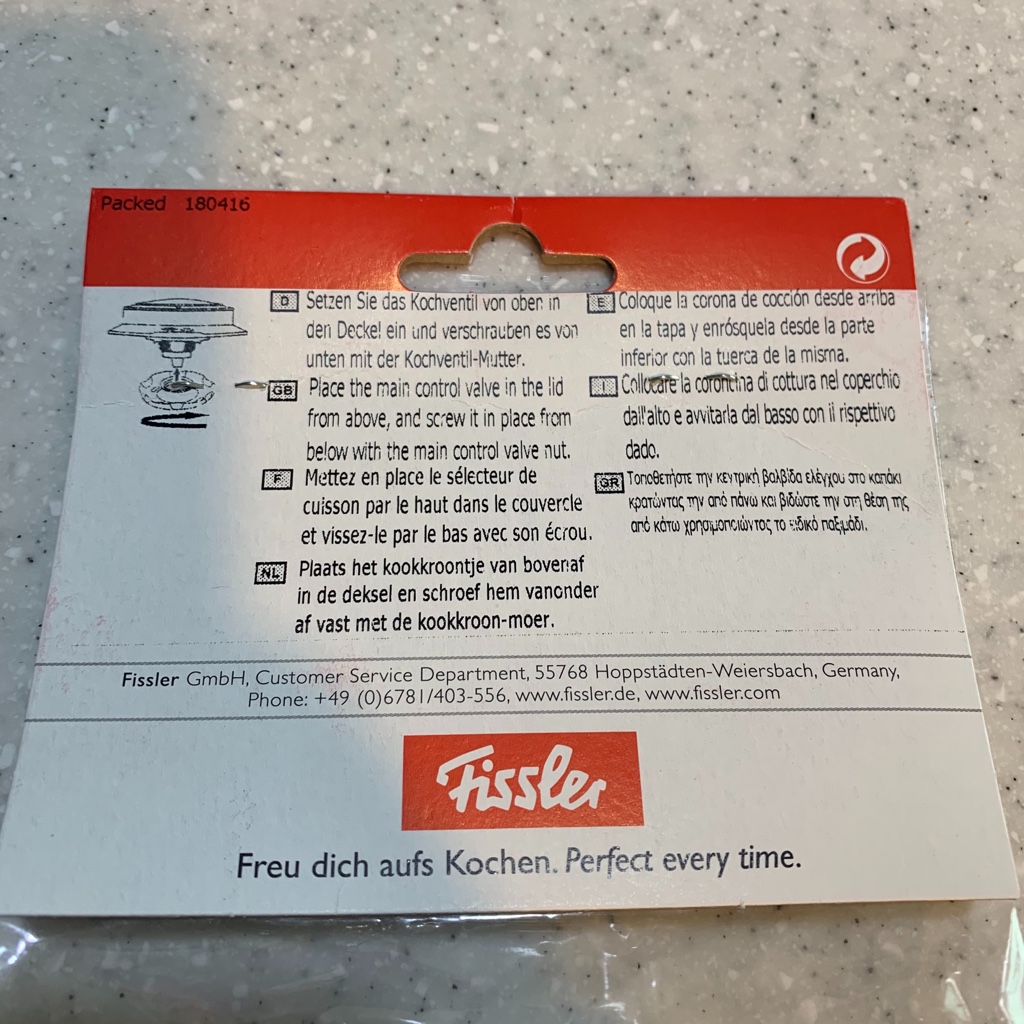 Packed 180416
D Setzen Sie das Kochventil von oben in
den Deckel ein und verschrauben es von
unten mit der Kochventil-Mutter.
GB Place the main control valve in the lid
from above, and screw it in place from
below with the main control valve nut.
F Mettez en place le sélecteur de
cuisson par le haut dans le couvercle
et vissez-le par le bas avec son écrou.
NL Plaats het kookkroontje van bovenaf
in de deksel en schroef hem vanonder
af vast met de kookkroon-moer.
E Coloque la corona de cocción desde arriba
en la tapa y enrósquela desde la parte
inferior con la tuerca de la misma.
I Collocare la coroncina di cottura nel coperchio
dall'alto e avvitarla dal basso con il rispettivo
dado.
GR Τοποθετήστε την κεντρική βαλβίδα ελέγχου στο καπάκι
κρατώντας την από πάνω και βιδώστε την στη θέση της
από κάτω χρησιμοποιώντας το ειδικό παξιμάδι.
Fissler GmbH, Customer Service Department, 55768 Hoppstädten-Weiersbach, Germany,
Phone: +49 (0)6781/403-556, www.fissler.de, www.fissler.com
Fissler
Freu dich aufs Kochen. Perfect every time.